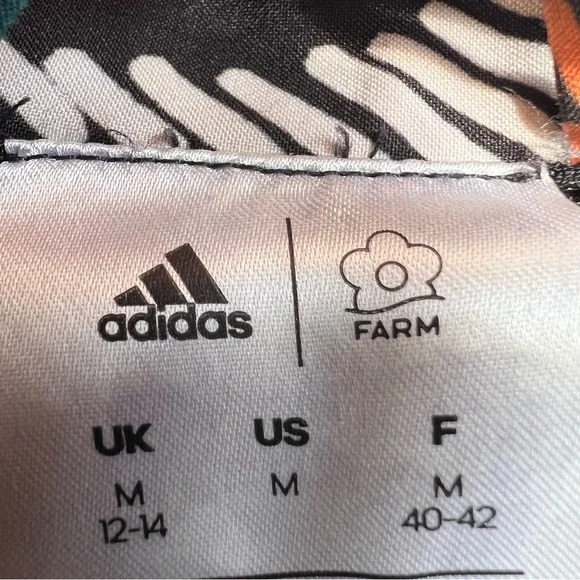 adidas FARM
UK US F
M M M
12-14 40-42